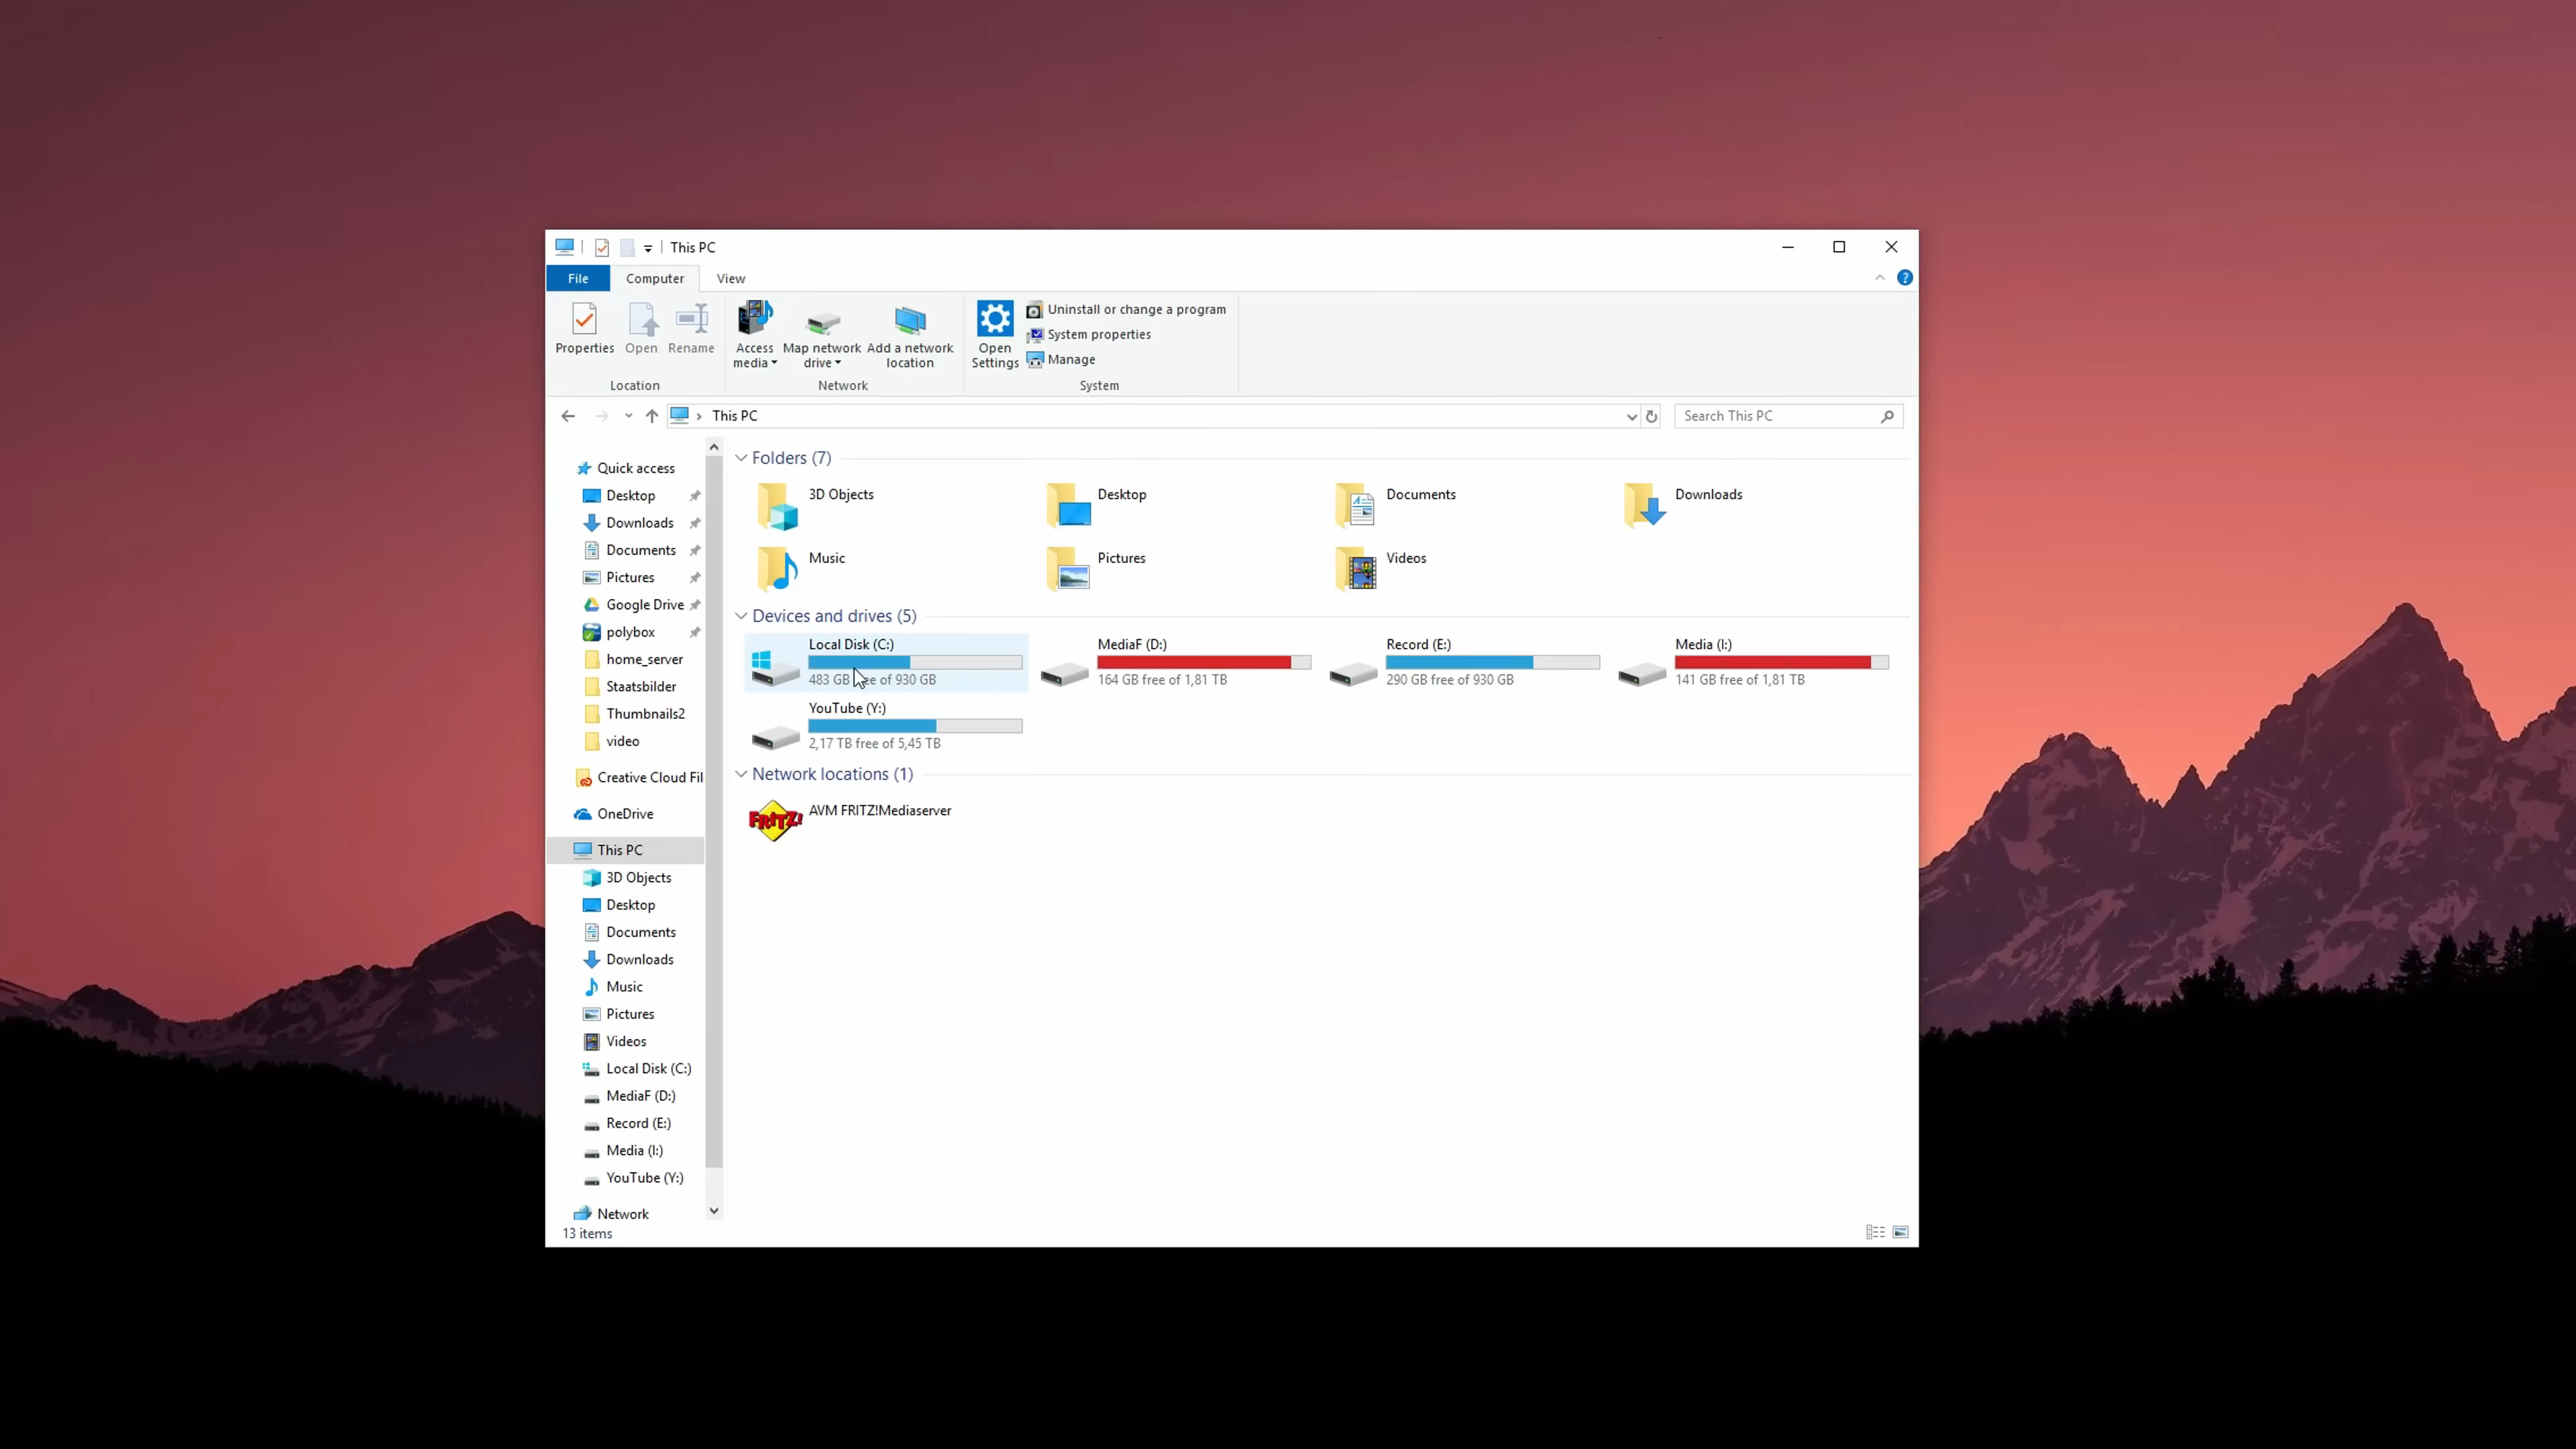 This PC
File Computer View
Properties Open Rename Access media Map network drive Add a network location Open Settings Uninstall or change a program
System properties
Manage
Location Network System
This PC Search This PC
Quick access
Desktop
Downloads
Documents
Pictures
Google Drive
polybox
home_server
Staatsbilder
Thumbnails2
video
Creative Cloud Fil
OneDrive
This PC
3D Objects
Desktop
Documents
Downloads
Music
Pictures
Videos
Local Disk (C:)
MediaF (D:)
Record (E:)
Media (I:)
YouTube (Y:)
Network
13 items
Folders (7)
3D Objects Desktop Documents Downloads
Music Pictures Videos
Devices and drives (5)
Local Disk (C:) MediaF (D:) Record (E:) Media (I:)
483 GB free of 930 GB 164 GB free of 1,81 TB 290 GB free of 930 GB 141 GB free of 1,81 TB
YouTube (Y:)
2,17 TB free of 5,45 TB
Network locations (1)
FRITZ! AVM FRITZ!Mediaserver